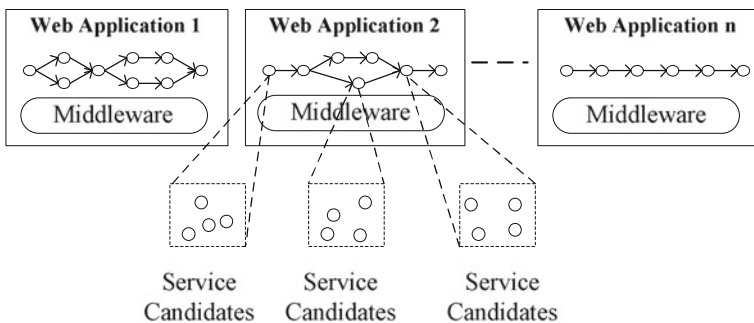 Web Application 1
Web Application 2
Web Application n
Middleware
Middleware
Middleware
Service
Candidates
Service
Candidates
Service
Candidates